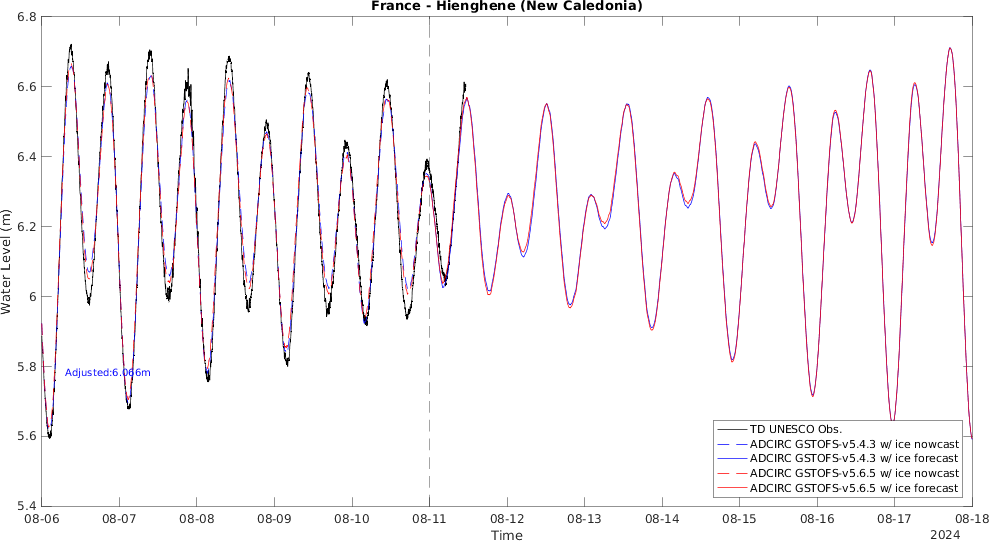 France - Hienghene (New Caledonia)
6.8
6.6
6.4
6.2
6
5.8
5.6
5.4
Water Level (m)
Adjusted:6.066m
TD UNESCO Obs.
ADCIRC GSTOFS-v5.4.3 w/ ice nowcast
ADCIRC GSTOFS-v5.4.3 w/ ice forecast
ADCIRC GSTOFS-v5.6.5 w/ ice nowcast
ADCIRC GSTOFS-v5.6.5 w/ ice forecast
08-06 08-07 08-08 08-09 08-10 08-11 08-12 08-13 08-14 08-15 08-16 08-17 08-18
Time
2024